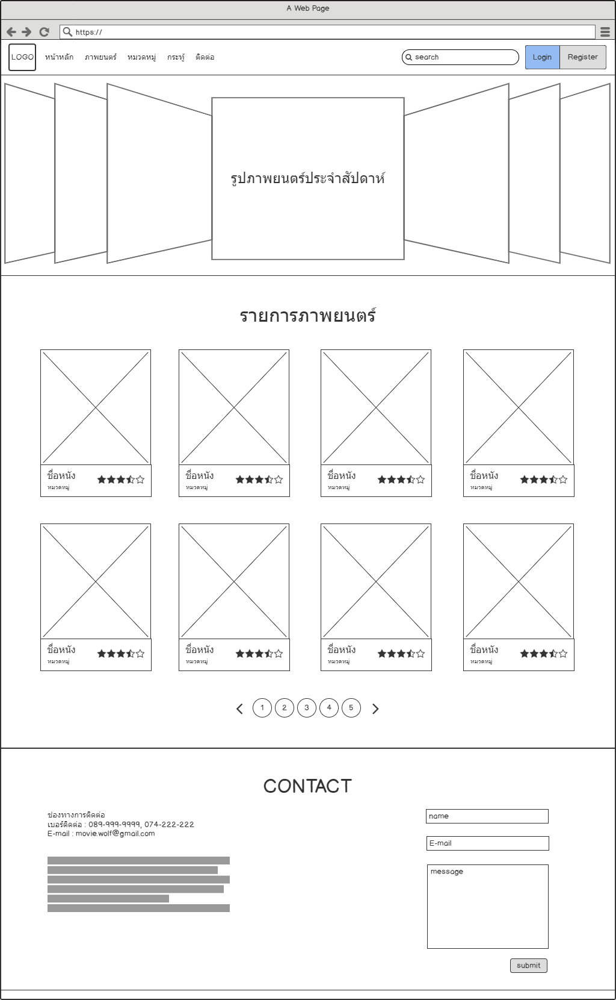 A Web Page
https://
LOGO หน้าหลัก ภาพยนตร์ หมวดหมู่ กระทู้ ติดต่อ search Login Register
รูปภาพยนตร์ประจำสัปดาห์
รายการภาพยนตร์
ชื่อหนัง ชื่อหนัง ชื่อหนัง ชื่อหนัง
หมวดหมู่ หมวดหมู่ หมวดหมู่ หมวดหมู่
ชื่อหนัง ชื่อหนัง ชื่อหนัง ชื่อหนัง
หมวดหมู่ หมวดหมู่ หมวดหมู่ หมวดหมู่
1 2 3 4 5
CONTACT
ช่องทางการติดต่อ
เบอร์ติดต่อ : 089-999-9999, 074-222-222
E-mail : movie.wolf@gmail.com
name
E-mail
message
submit